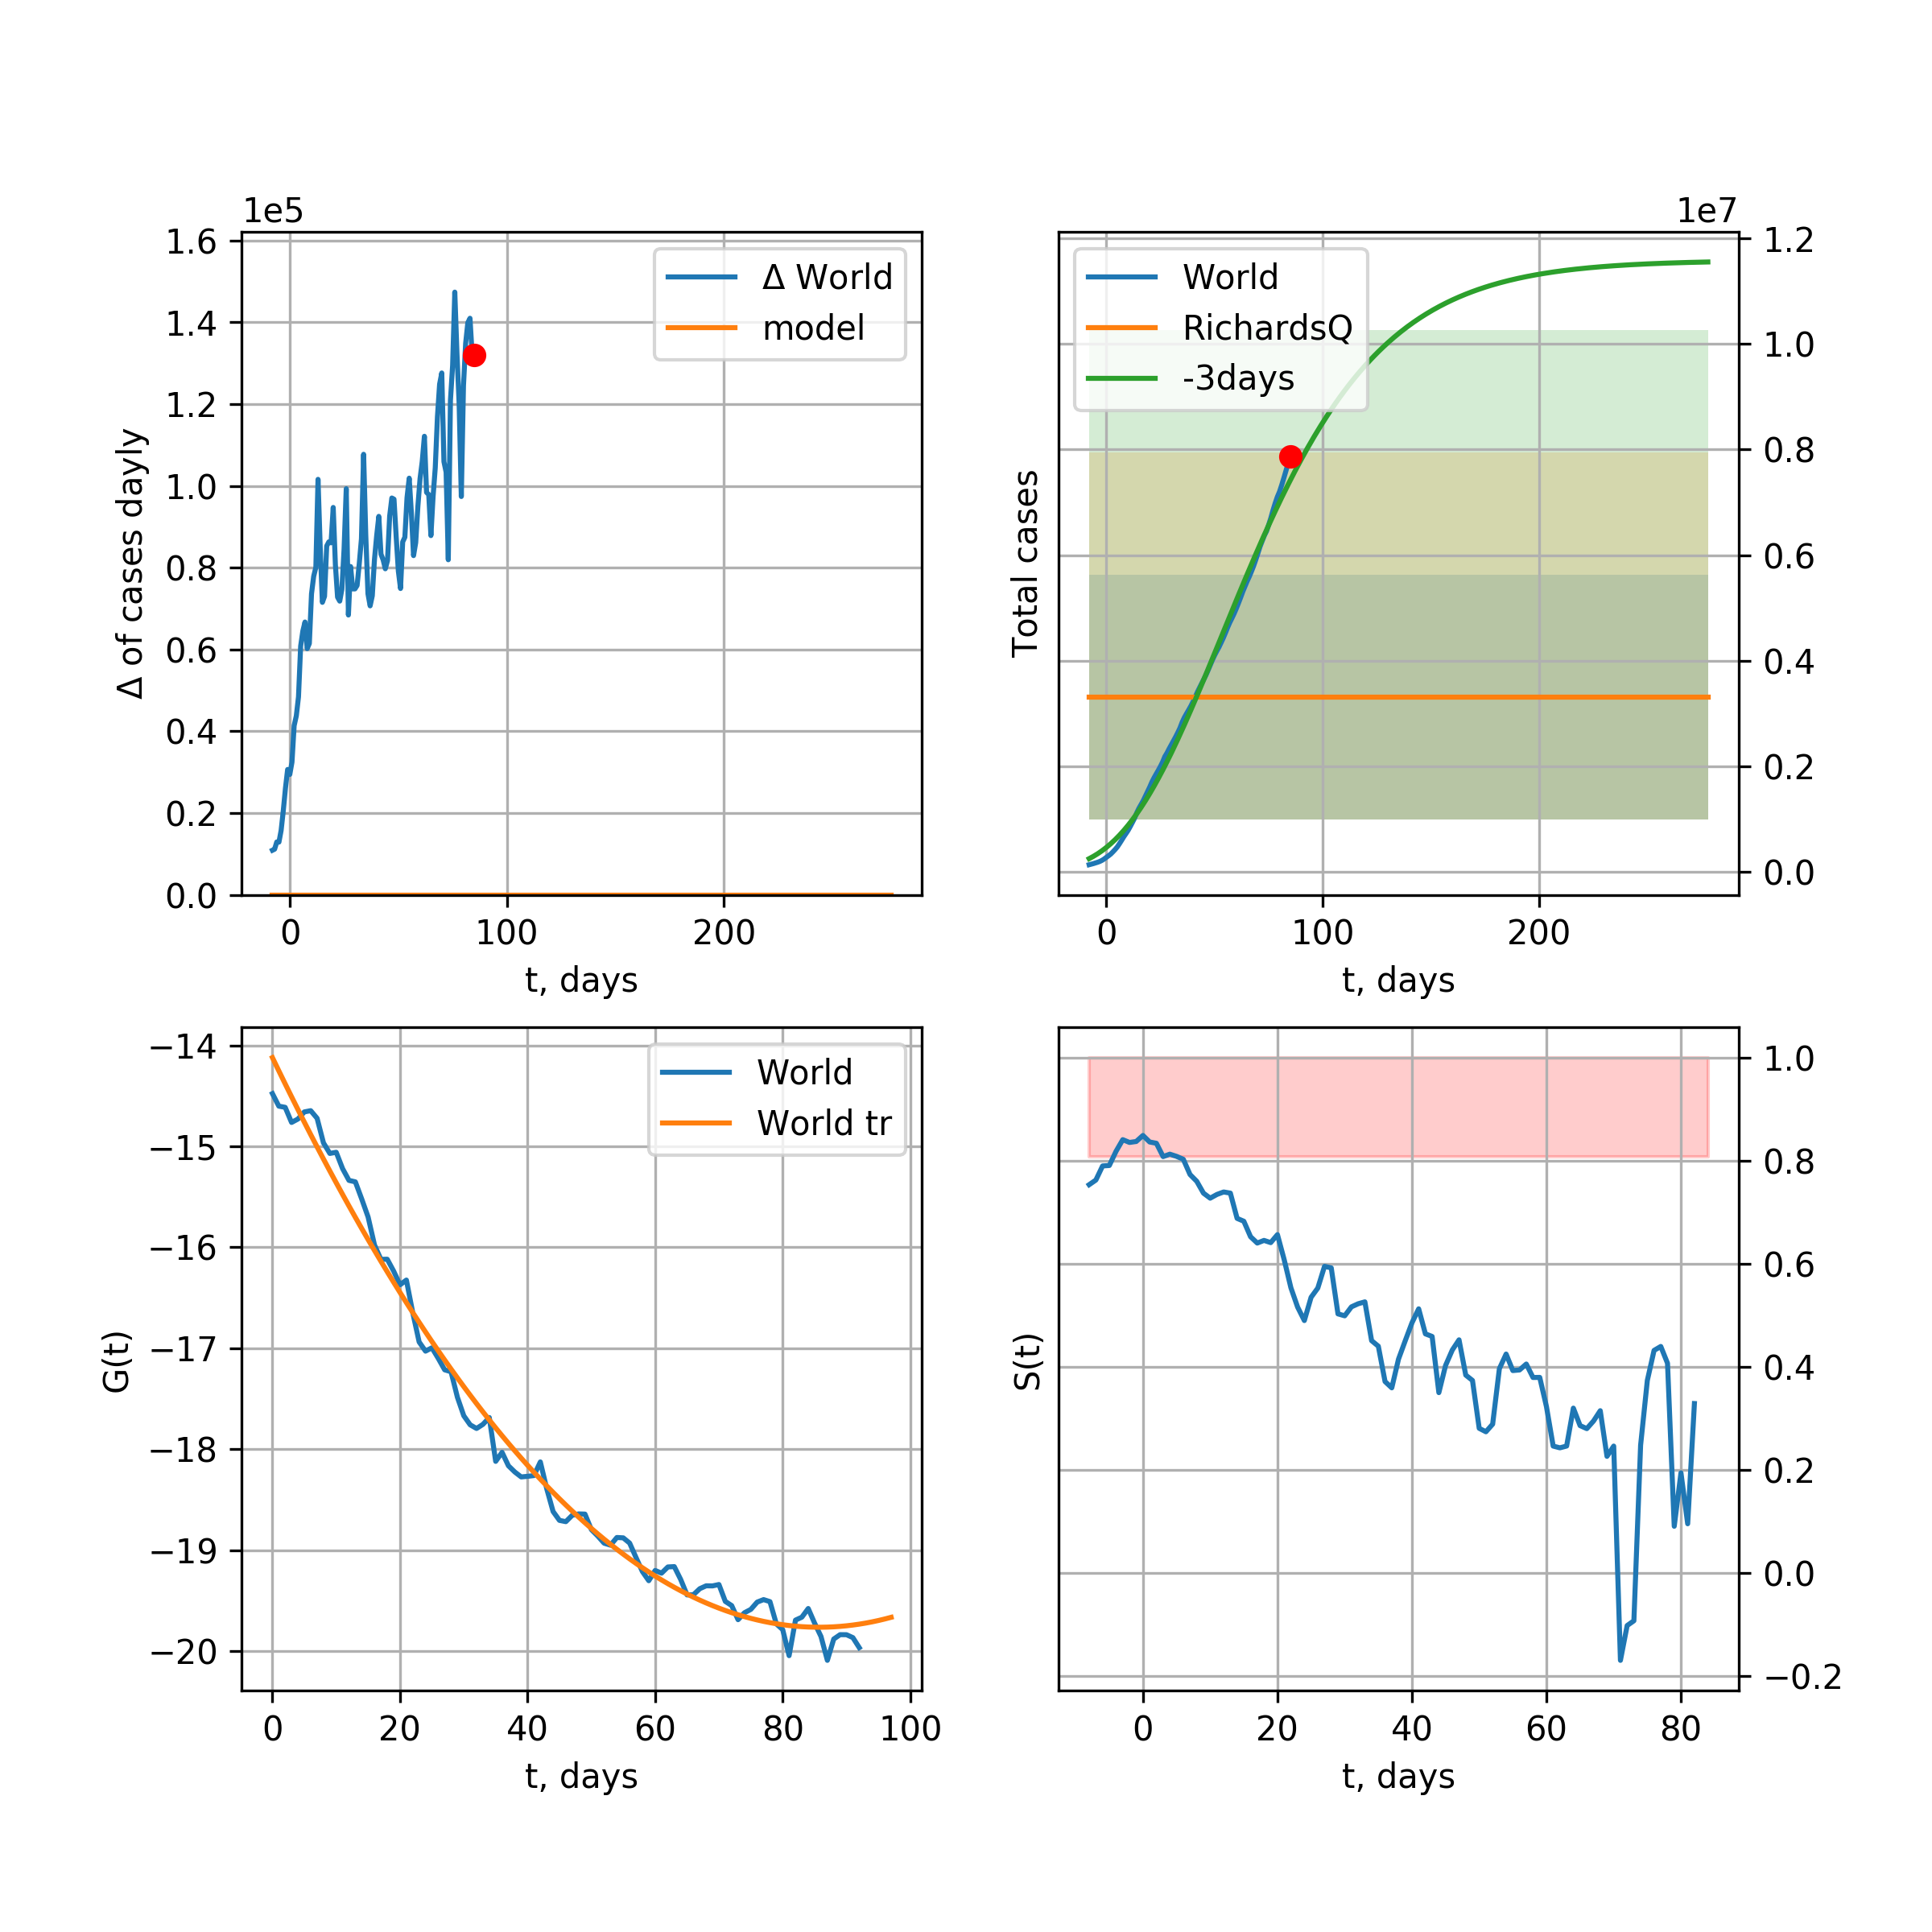 1e5
1.6
1.4
1.2
1.0
0.8
0.6
0.4
0.2
0.0
Δ of cases dayly
Δ World
model
0
100
200
t, days
1e7
1.2
1.0
0.8
0.6
0.4
0.2
0.0
Total cases
World
RichardsQ
-3days
0
100
200
t, days
−14
−15
−16
−17
−18
−19
−20
G(t)
World
World tr
0
20
40
60
80
100
t, days
1.0
0.8
0.6
0.4
0.2
0.0
−0.2
S(t)
0
20
40
60
80
t, days